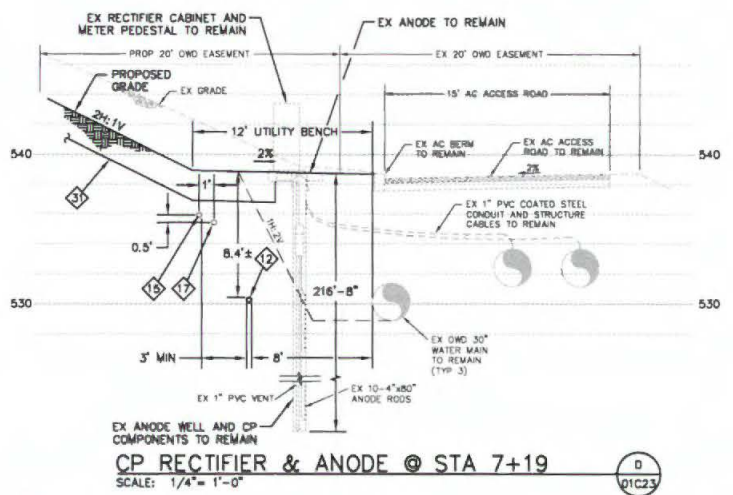 EX RECTIFIER CABINET AND
METER PEDESTAL TO REMAIN
EX ANODE TO REMAIN
PROP 20' OWD EASEMENT
EX 20' OWD EASEMENT
PROPOSED
GRADE
EX GRADE
15' AC ACCESS ROAD
2H:1V
12' UTILITY BENCH
540
2%
EX AC BERM
TO REMAIN
EX AC ACCESS
ROAD TO REMAIN
2%
540
31
1'
EX 1" PVC COATED STEEL
CONDUIT AND STRUCTURE
CABLES TO REMAIN
0.5'
1H:2V
15
17
8.4'±
12
216'-8"
530
530
3' MIN
8'
EX OWD 30"
WATER MAIN
TO REMAIN
(TYP 3)
EX 1" PVC VENT
EX 10-4"x80"
ANODE RODS
EX ANODE WELL AND CP
COMPONENTS TO REMAIN
CP RECTIFIER & ANODE @ STA 7+19
SCALE: 1/4"= 1'-0"
D
01C23